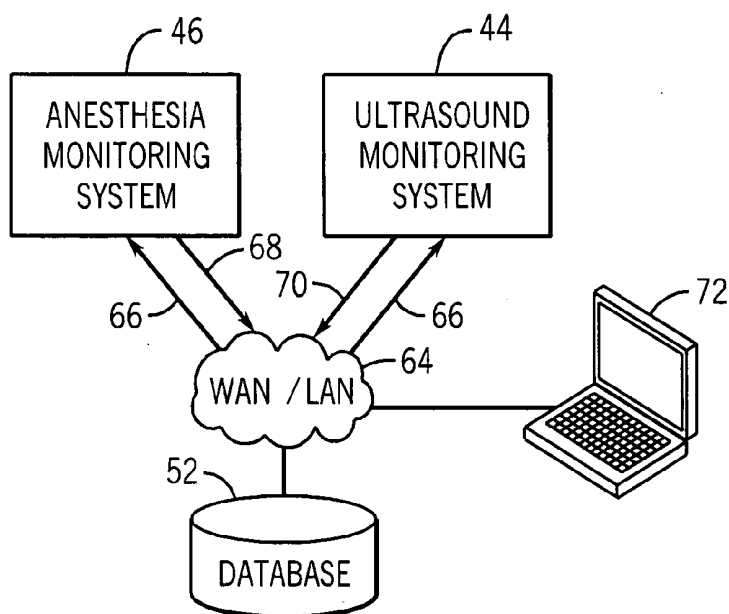 46
44
ANESTHESIA
MONITORING
SYSTEM
ULTRASOUND
MONITORING
SYSTEM
68
66
70
66
72
64
WAN / LAN
52
DATABASE